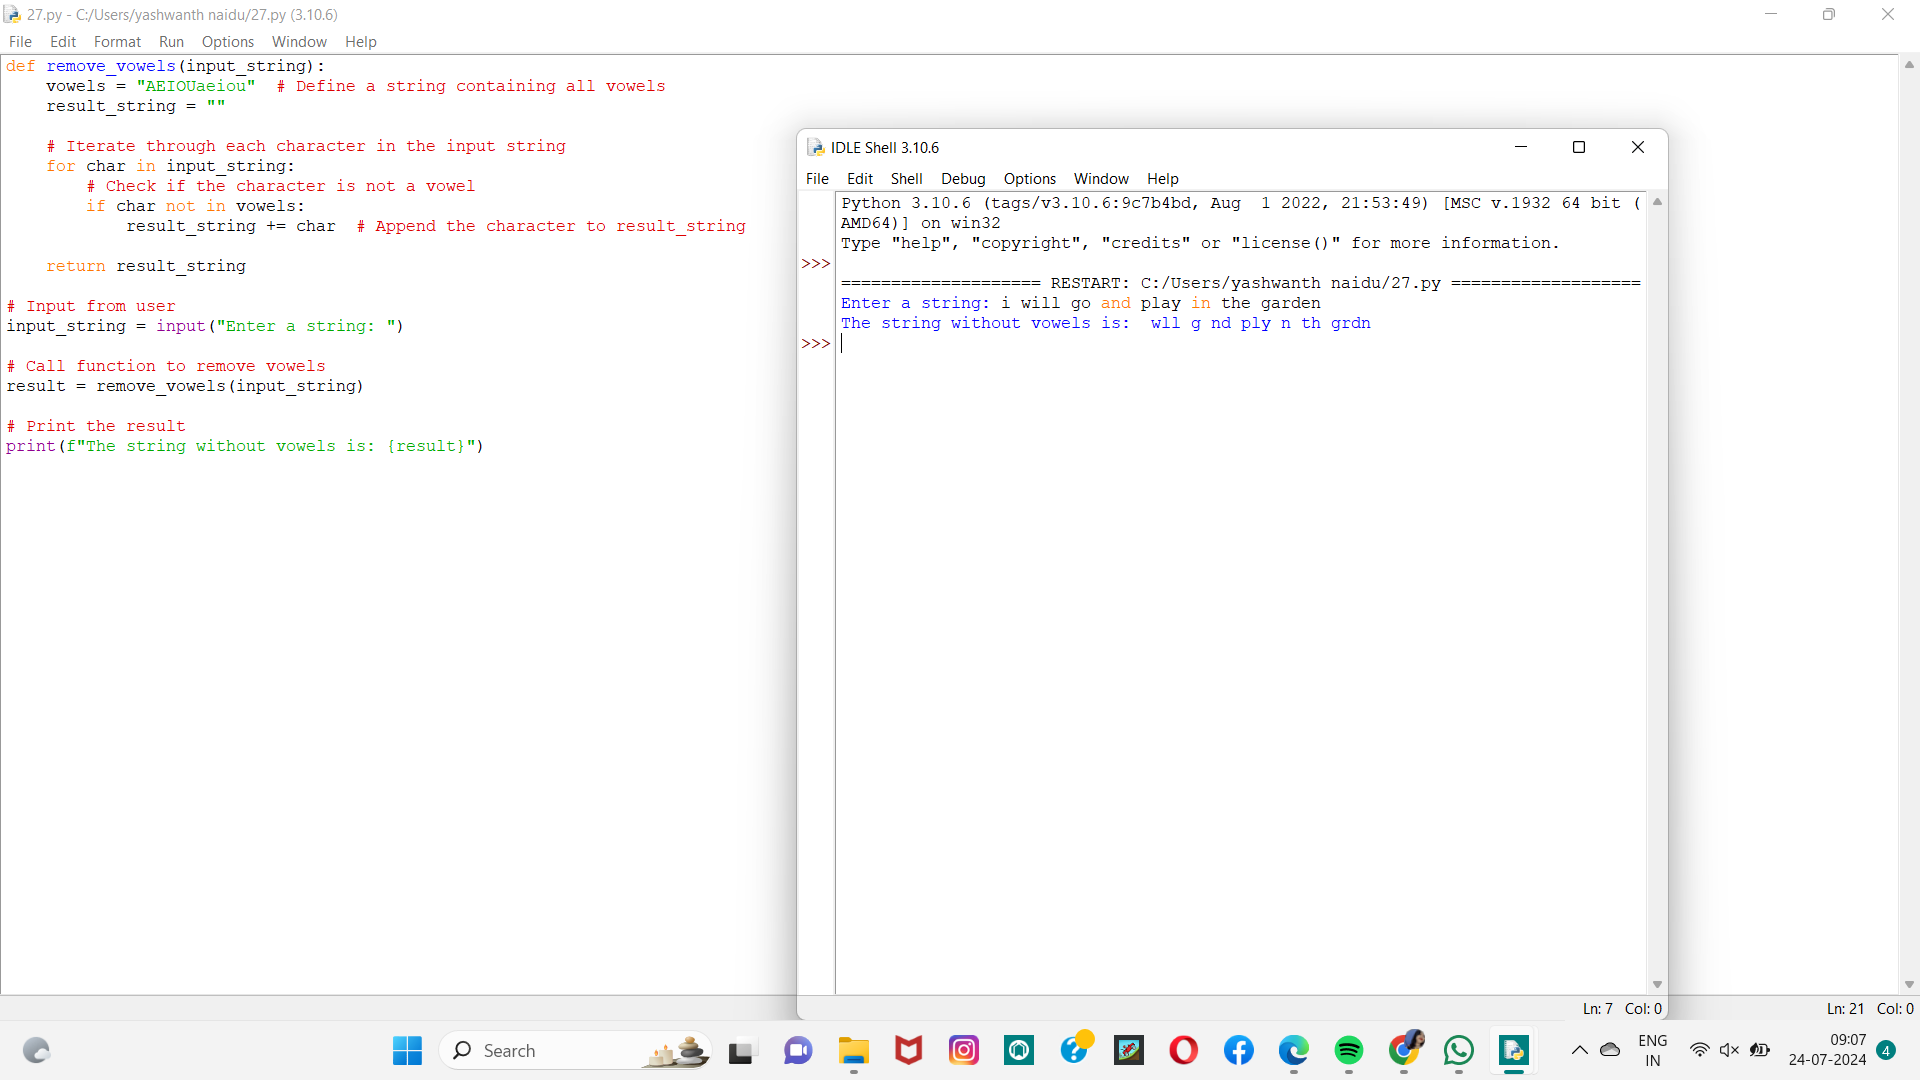 27.py - C:/Users/yashwanth naidu/27.py (3.10.6)
File Edit Format Run Options Window Help
def remove_vowels(input_string):
    vowels = "AEIOUaeiou"  # Define a string containing all vowels
    result_string = ""
    # Iterate through each character in the input string
    for char in input_string:
        # Check if the character is not a vowel
        if char not in vowels:
            result_string += char  # Append the character to result_string
    return result_string
# Input from user
input_string = input("Enter a string: ")
# Call function to remove vowels
result = remove_vowels(input_string)
# Print the result
print(f"The string without vowels is: {result}")
IDLE Shell 3.10.6
File Edit Shell Debug Options Window Help
Python 3.10.6 (tags/v3.10.6:9c7b4bd, Aug  1 2022, 21:53:49) [MSC v.1932 64 bit (
AMD64)] on win32
Type "help", "copyright", "credits" or "license()" for more information.
>>>
==================== RESTART: C:/Users/yashwanth naidu/27.py ===================
Enter a string: i will go and play in the garden
The string without vowels is:  wll g nd ply n th grdn
>>>
Ln: 7 Col: 0
Ln: 21 Col: 0
Search
ENG
IN
09:07
24-07-2024
4